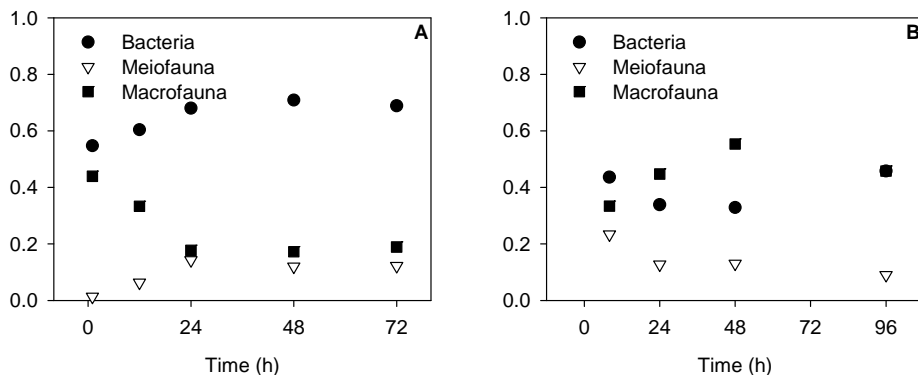 1.0
A
Bacteria
0.8
Meiofauna
Macrofauna
0.6
0.4
0.2
0.0
0 24 48 72
Time (h)
1.0
B
Bacteria
0.8
Meiofauna
Macrofauna
0.6
0.4
0.2
0.0
0 24 48 72 96
Time (h)